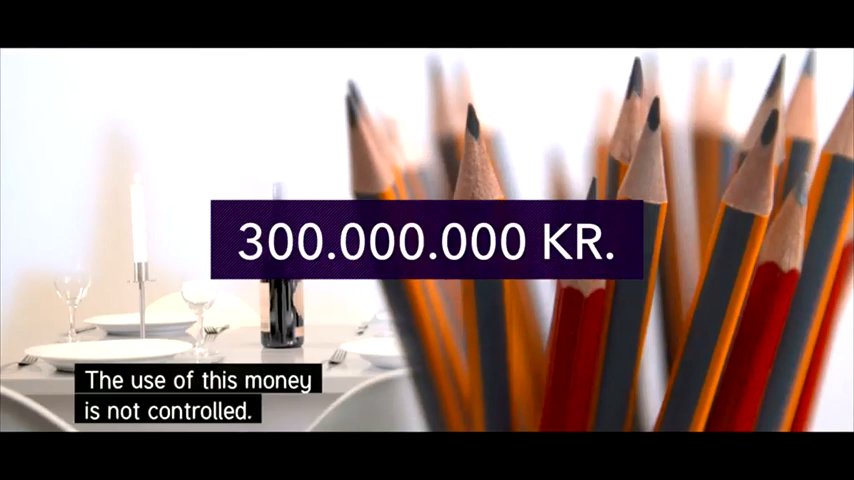 300.000.000 KR.
The use of this money
is not controlled.